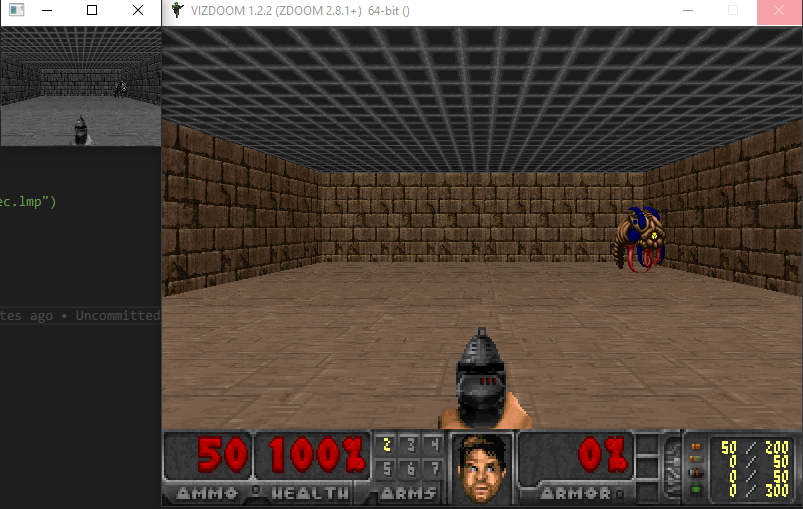 VIZDOOM 1.2.2 (ZDOOM 2.8.1+) 64-bit ()
ec.lmp")
tes ago • Uncommitted
50 100% 2 3 4 0% 50 / 200
0 / 50
5 6 7 0 / 50
0 / 300
AMMO HEALTH ARMS ARMOR